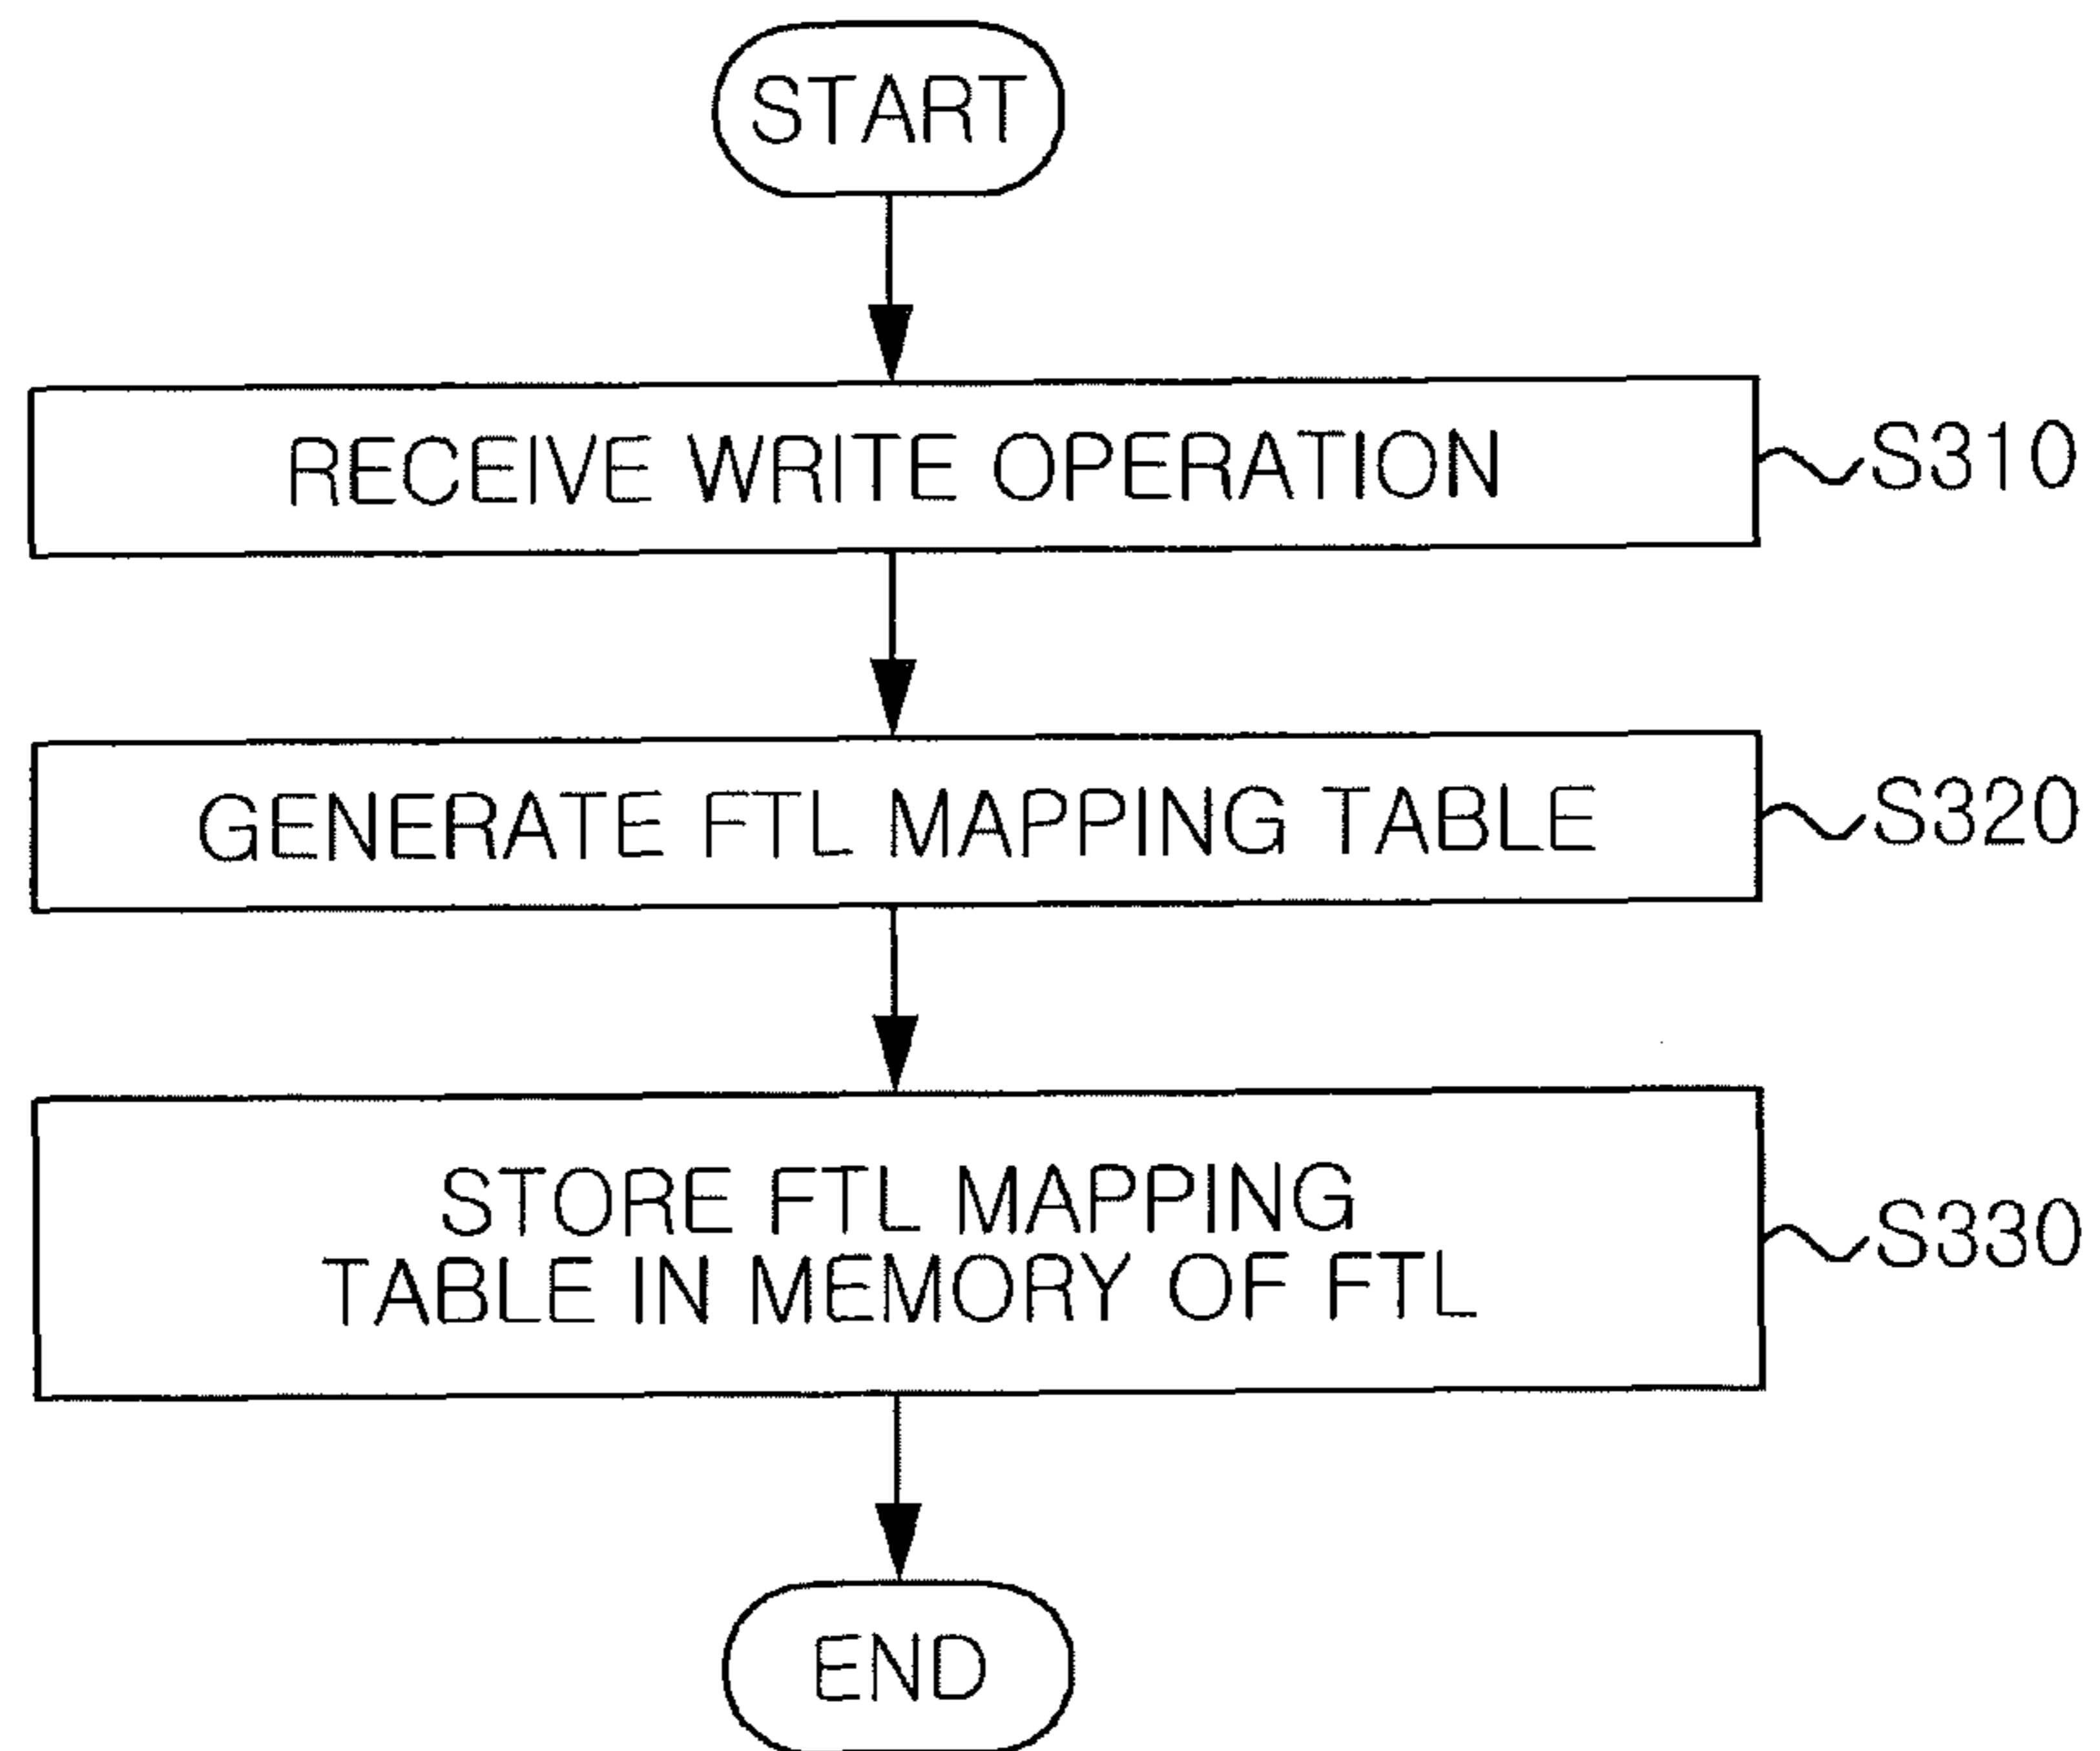 START
RECEIVE WRITE OPERATION
S310
GENERATE FTL MAPPING TABLE
S320
STORE FTL MAPPING
TABLE IN MEMORY OF FTL
S330
END